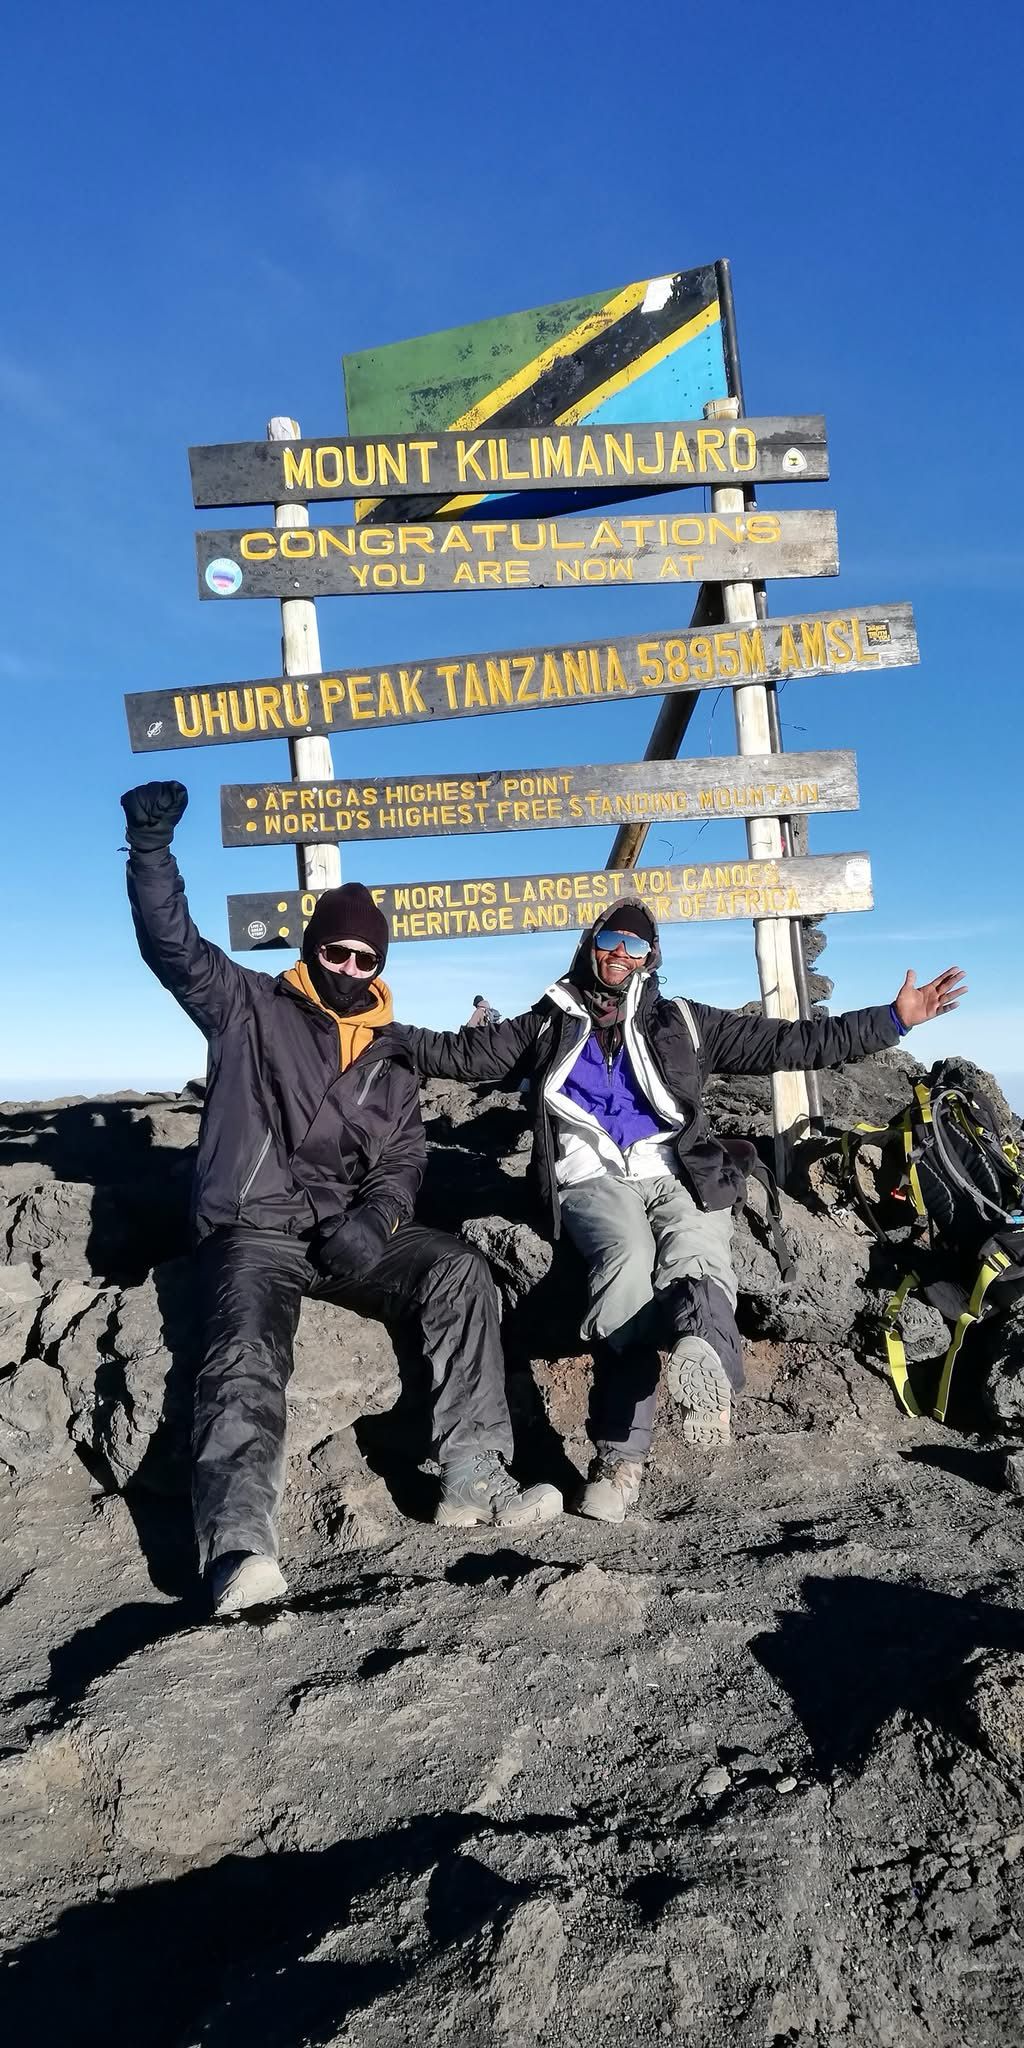 MOUNT KILIMANJARO
CONGRATULATIONS
YOU ARE NOW AT
UHURU PEAK TANZANIA 5895M AMSL
• AFRICAS HIGHEST POINT
• WORLD'S HIGHEST FREE STANDING MOUNTAIN
• OF WORLD'S LARGEST VOLCANOES
• HERITAGE AND OF AFRICA